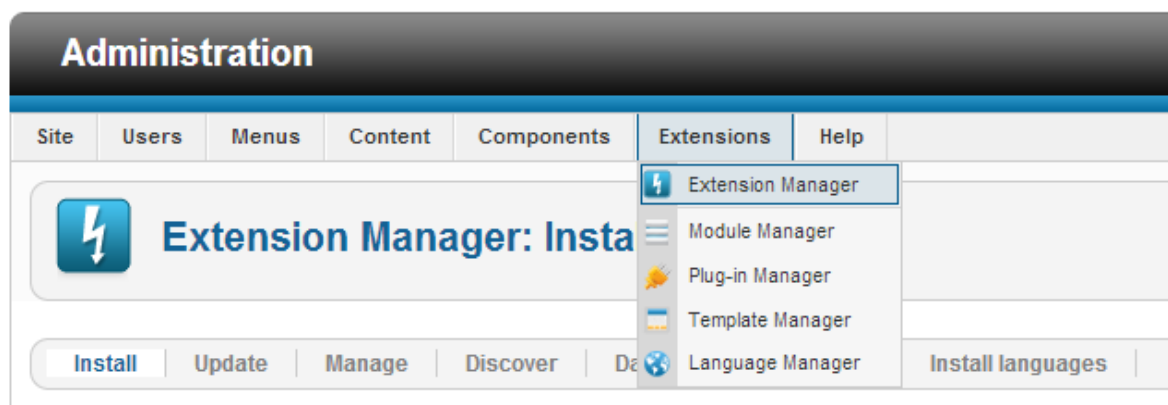 Administration
Site Users Menus Content Components Extensions Help
Extension Manager
Extension Manager: Insta
Module Manager
Plug-in Manager
Template Manager
Install Update Manage Discover Da Language Manager Install languages